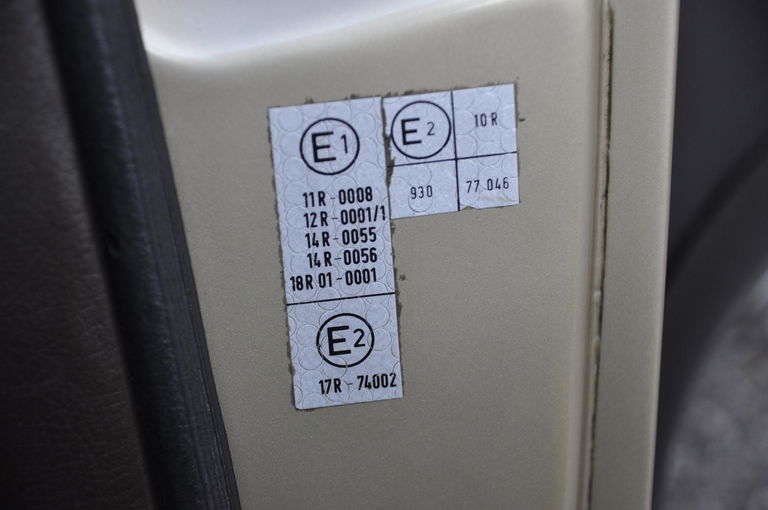 E1
11R-0008
12R-0001/1
14R-0055
14R-0056
18R 01-0001
E2
17R-74002
E2 10R
930 77 046